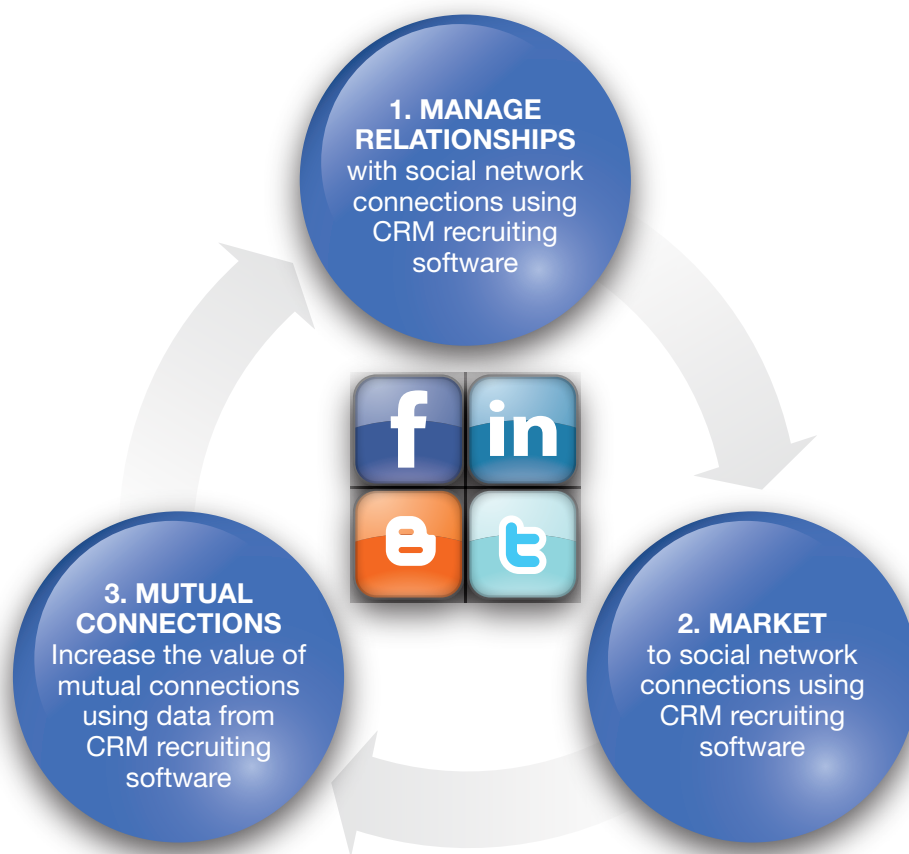 1. MANAGE
RELATIONSHIPS
with social network
connections using
CRM recruiting
software
f
in
B
t
2. MARKET
to social network
connections using
CRM recruiting
software
3. MUTUAL
CONNECTIONS
Increase the value of
mutual connections
using data from
CRM recruiting
software